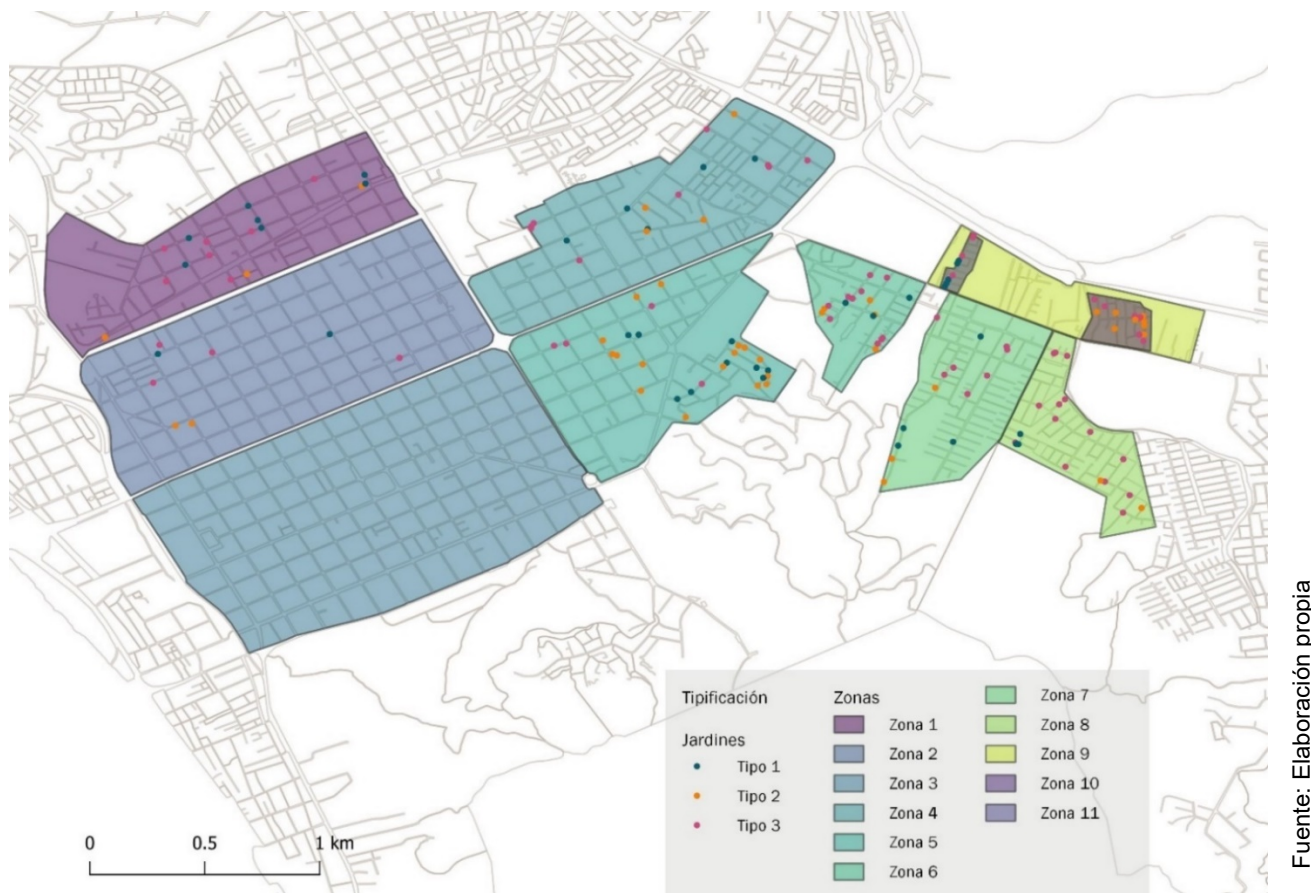 Tipificación
Jardines
Tipo 1
Tipo 2
Tipo 3
Zonas
Zona 1
Zona 2
Zona 3
Zona 4
Zona 5
Zona 6
Zona 7
Zona 8
Zona 9
Zona 10
Zona 11
0 0.5 1 km
Fuente: Elaboración propia